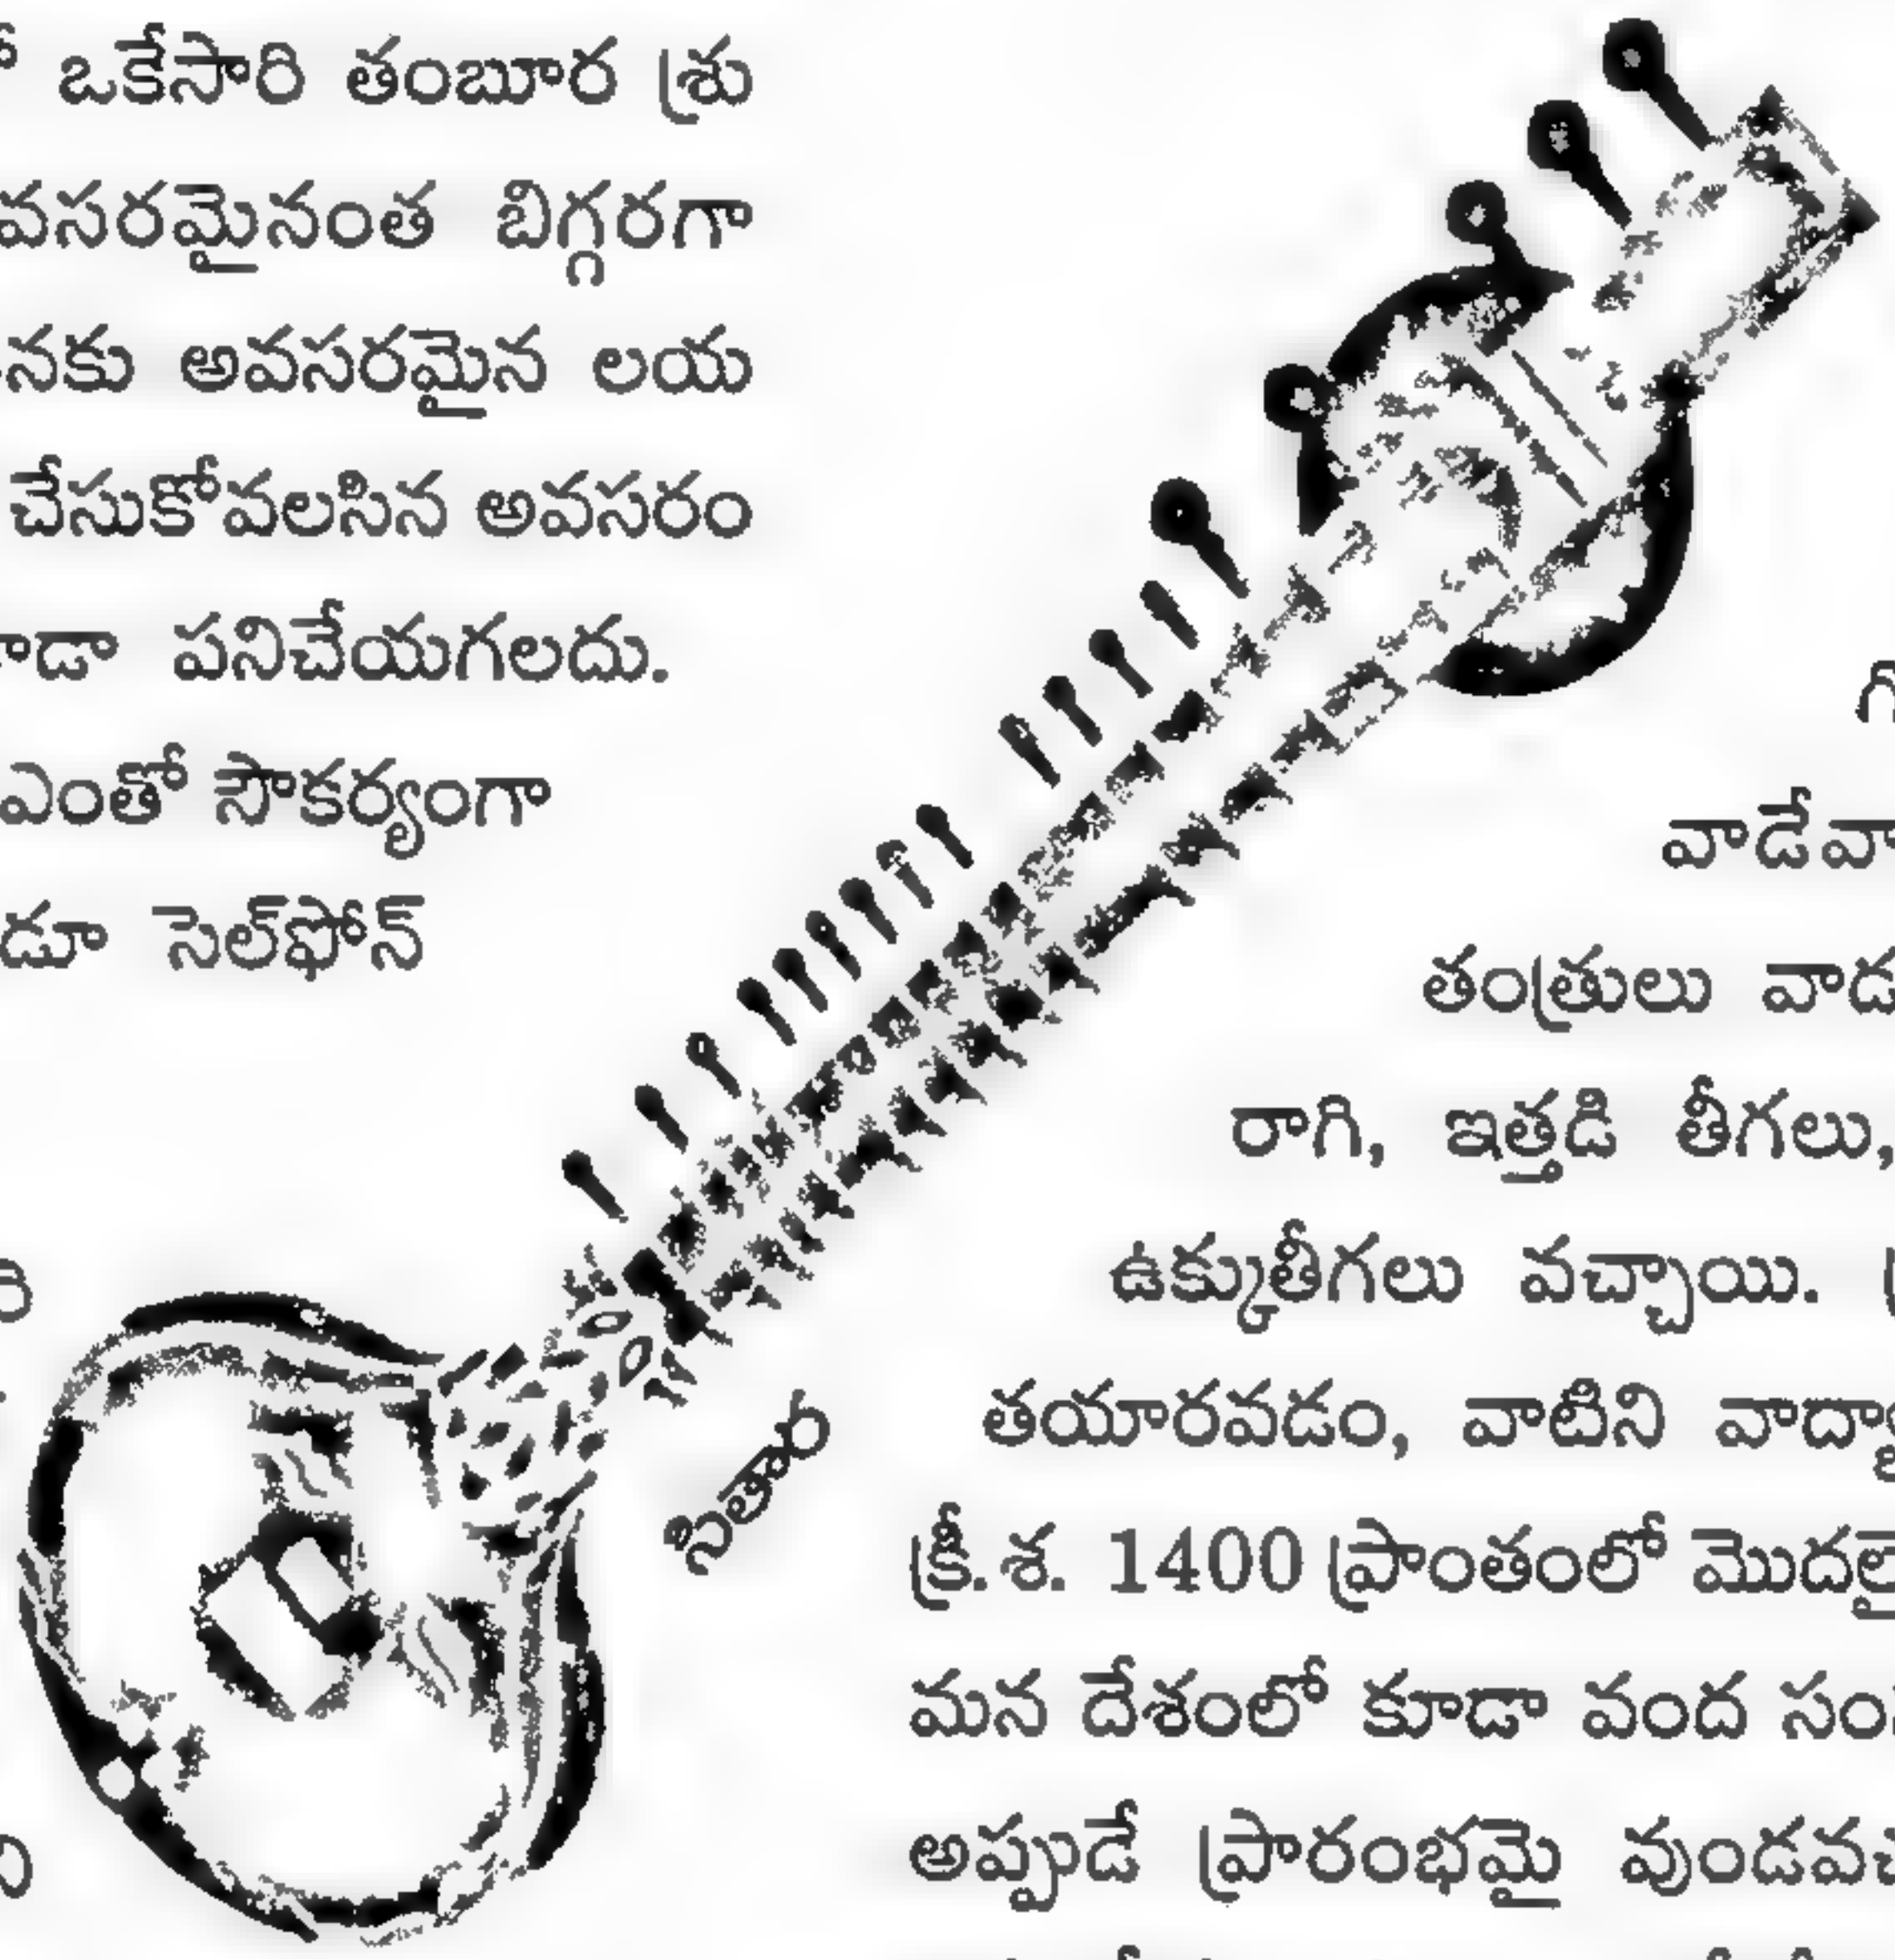 ఒకేసారి తంబూర శ్రు
వసరమైనంత బిగ్గరగా
నకు అవసరమైన లయ
చేసుకోవలసిన అవసరం
పనిచేయగలదు.
ఎంతో సౌకర్యంగా
డూ సెల్‌ఫోన్
సితార
వాడేవా
తంత్రులు వాడ
రాగి, ఇత్తడి తీగలు,
ఉక్కుతీగలు వచ్చాయి.
తయారవడం, వాటిని
క్రీ.శ. 1400 ప్రాంతంలో మొదలై
మన దేశంలో కూడా వంద
అప్పుడే ప్రారంభమై వుండవ